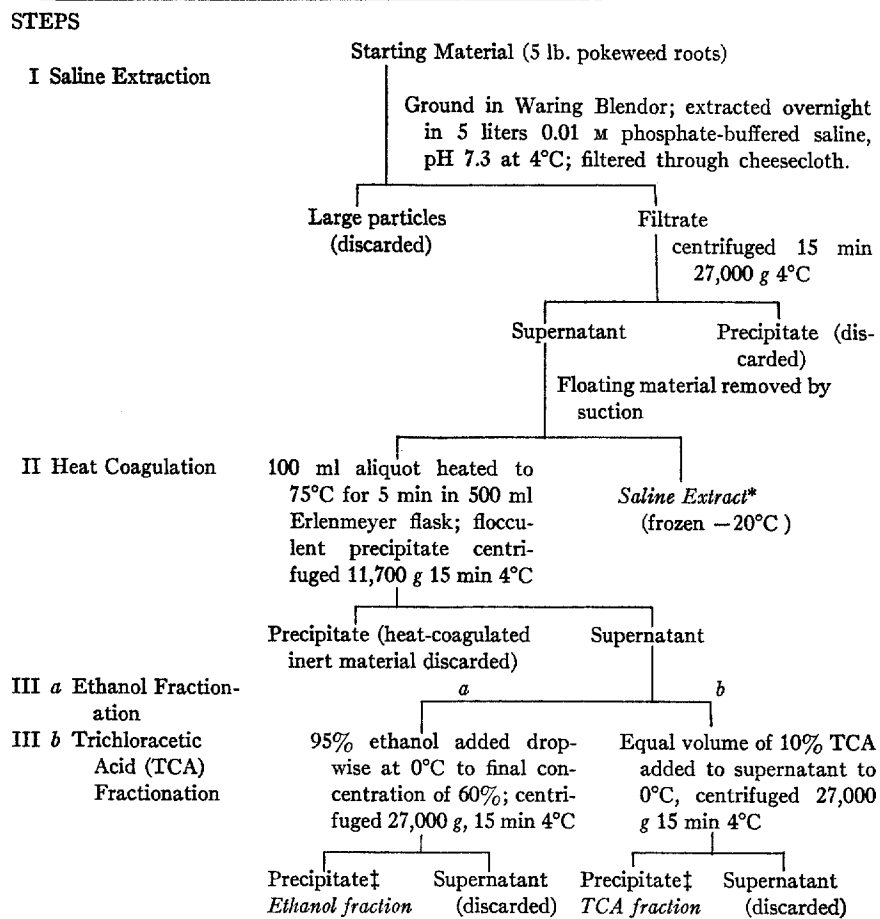 STEPS
Starting Material (5 lb. pokeweed roots)
I Saline Extraction
Ground in Waring Blendor; extracted overnight
in 5 liters 0.01 M phosphate-buffered saline,
pH 7.3 at 4°C; filtered through cheesecloth.
Large particles
(discarded)
Filtrate
centrifuged 15 min
27,000 g 4°C
Supernatant
Precipitate (dis-
carded)
Floating material removed by
suction
II Heat Coagulation
100 ml aliquot heated to
75°C for 5 min in 500 ml
Erlenmeyer flask; floccu-
lent precipitate centri-
fuged 11,700 g 15 min 4°C
Saline Extract*
(frozen −20°C )
Precipitate (heat-coagulated
inert material discarded)
Supernatant
III a Ethanol Fraction-
ation
a
b
III b Trichloracetic
Acid (TCA)
Fractionation
95% ethanol added drop-
wise at 0°C to final con-
centration of 60%; centri-
fuged 27,000 g, 15 min 4°C
Equal volume of 10% TCA
added to supernatant to
0°C, centrifuged 27,000
g 15 min 4°C
Precipitate‡
Ethanol fraction
Supernatant
(discarded)
Precipitate‡
TCA fraction
Supernatant
(discarded)